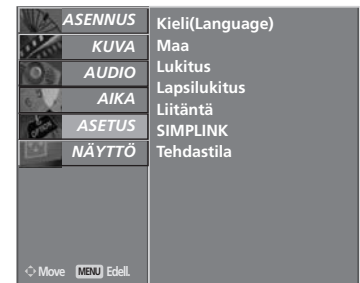 ASENNUS
KUVA
AUDIO
AIKA
ASETUS
NÄYTTÖ
Kieli(Language)
Maa
Lukitus
Lapsilukitus
Liitäntä
SIMPLINK
Tehdastila
Move MENU Edell.